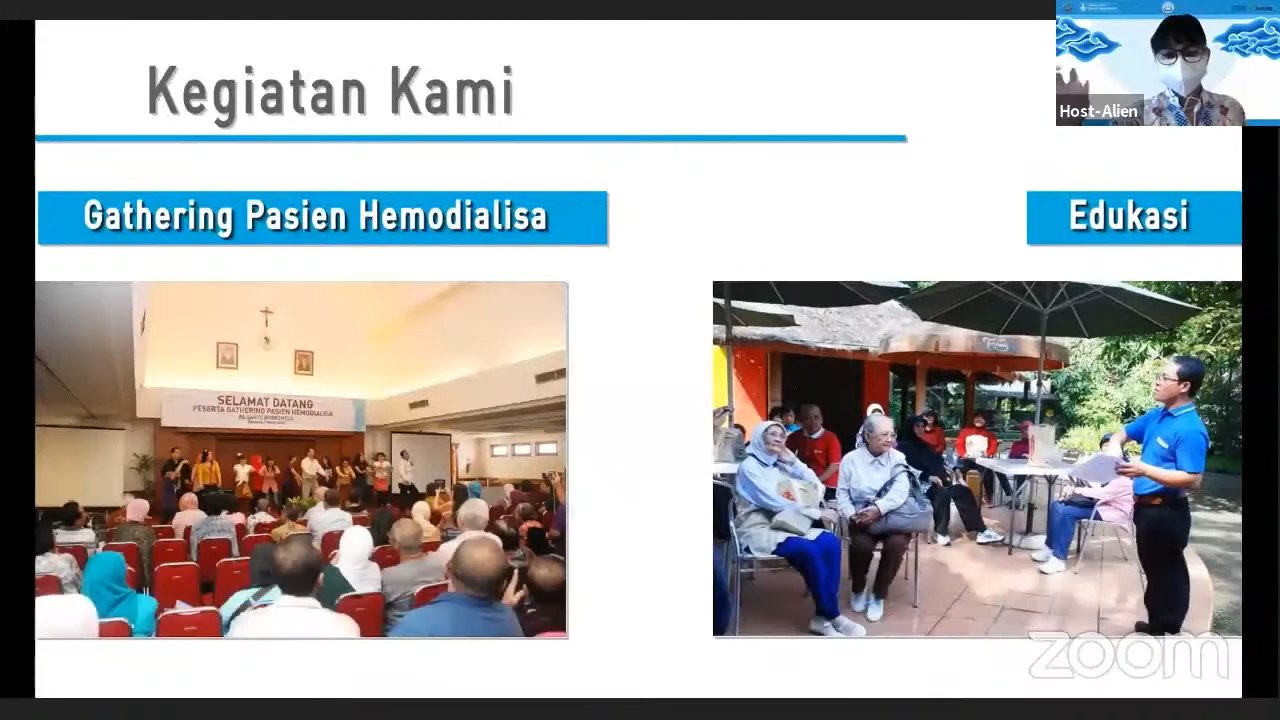 Kegiatan Kami
Host-Alien
Gathering Pasien Hemodialisa
Edukasi
SELAMAT DATANG
PESERTA GATHERING PASIEN HEMODIALISA
zoom